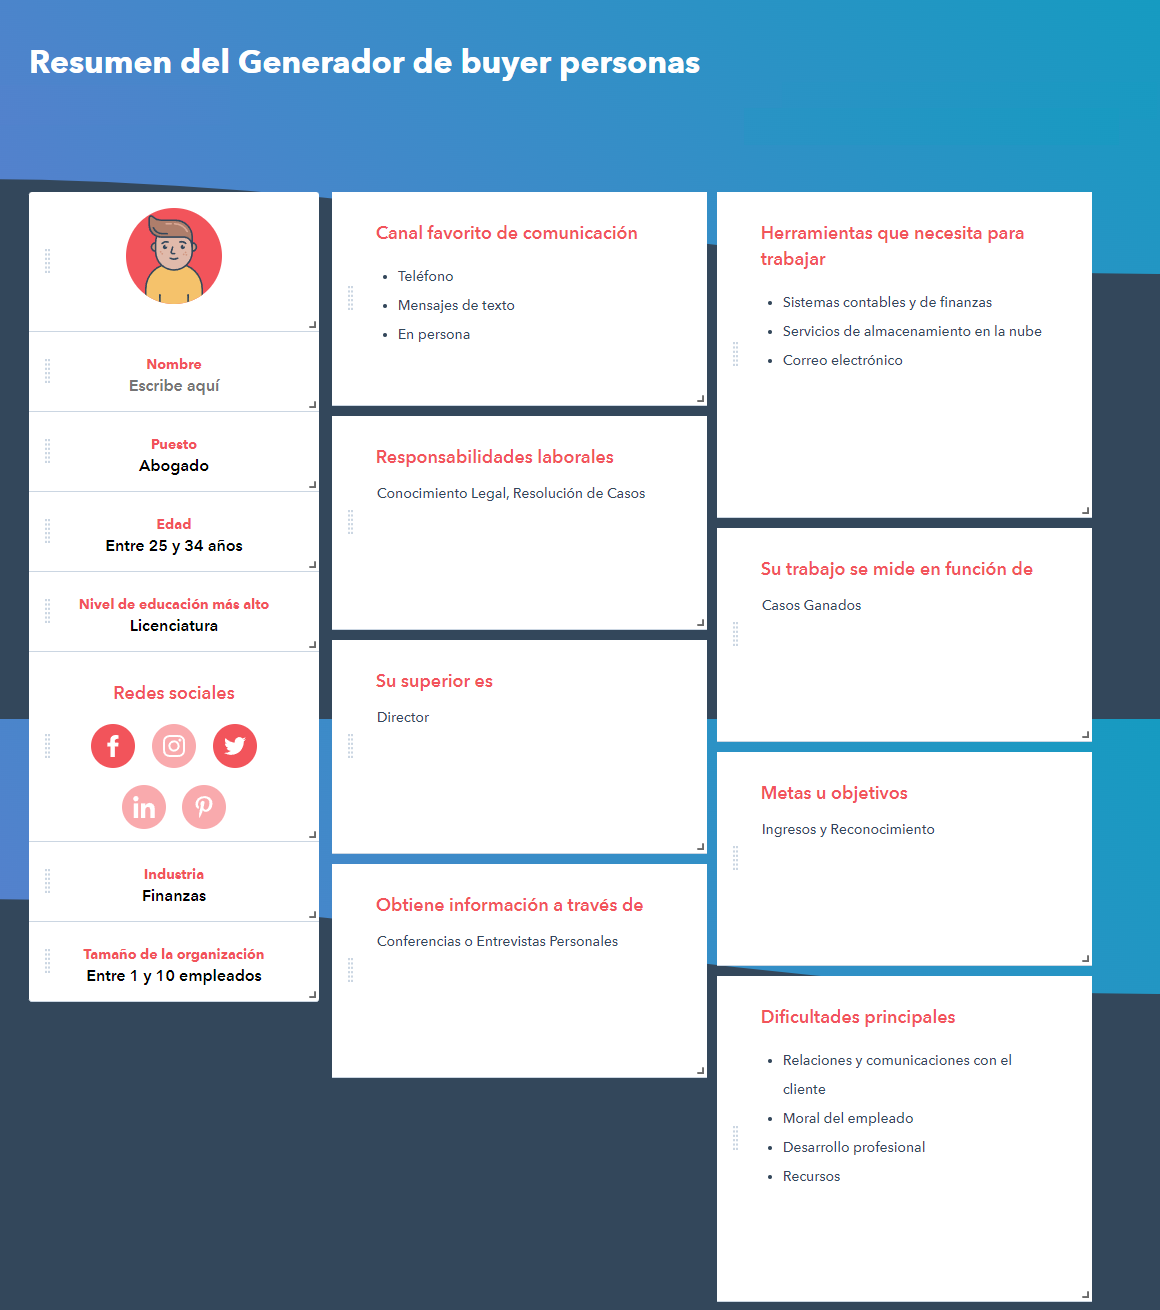 Resumen del Generador de buyer personas
Nombre
Escribe aquí
Puesto
Abogado
Edad
Entre 25 y 34 años
Nivel de educación más alto
Licenciatura
Redes sociales
Industria
Finanzas
Tamaño de la organización
Entre 1 y 10 empleados
Canal favorito de comunicación
• Teléfono
• Mensajes de texto
• En persona
Responsabilidades laborales
Conocimiento Legal, Resolución de Casos
Su superior es
Director
Obtiene información a través de
Conferencias o Entrevistas Personales
Herramientas que necesita para
trabajar
• Sistemas contables y de finanzas
• Servicios de almacenamiento en la nube
• Correo electrónico
Su trabajo se mide en función de
Casos Ganados
Metas u objetivos
Ingresos y Reconocimiento
Dificultades principales
• Relaciones y comunicaciones con el
cliente
• Moral del empleado
• Desarrollo profesional
• Recursos